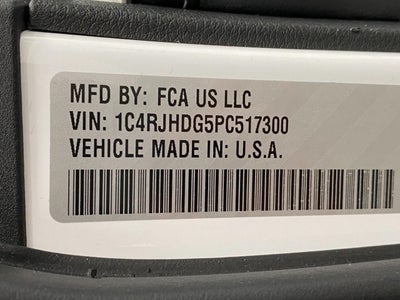 MFD BY: FCA US LLC
VIN: 1C4RJHDG5PC517300
VEHICLE MADE IN: U.S.A.